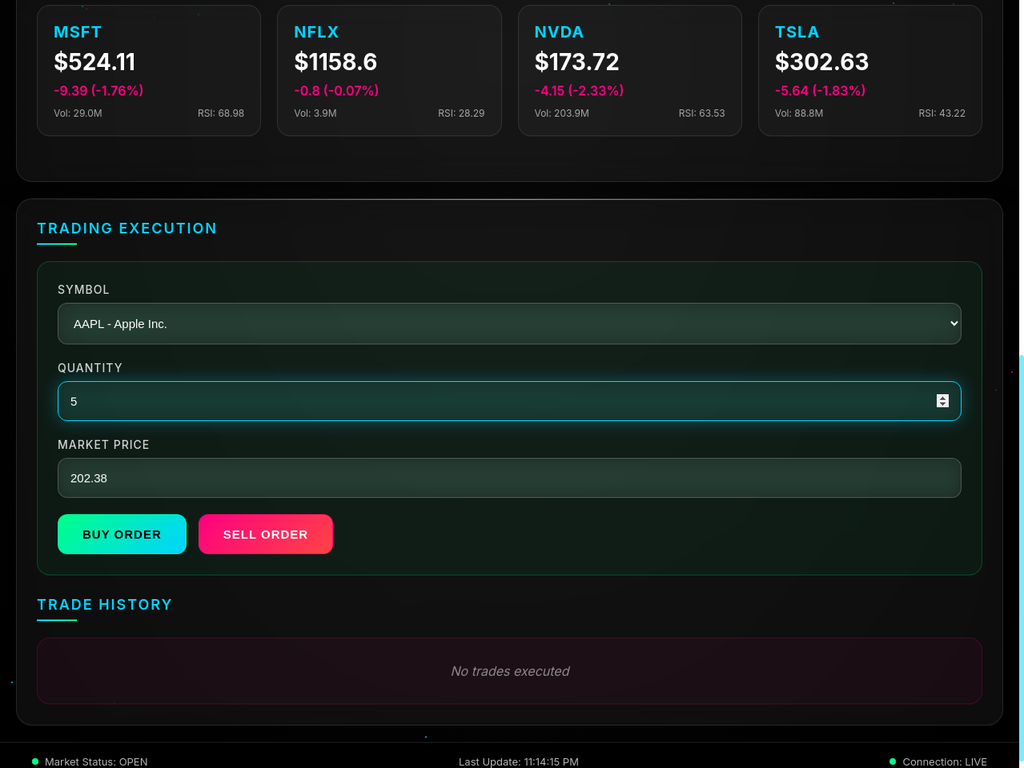 MSFT NFLX NVDA TSLA
$524.11 $1158.6 $173.72 $302.63
-9.39 (-1.76%) -0.8 (-0.07%) -4.15 (-2.33%) -5.64 (-1.83%)
Vol: 29.0M RSI: 68.98 Vol: 3.9M RSI: 28.29 Vol: 203.9M RSI: 63.53 Vol: 88.8M RSI: 43.22
TRADING EXECUTION
SYMBOL
AAPL - Apple Inc.
QUANTITY
5
MARKET PRICE
202.38
BUY ORDER SELL ORDER
TRADE HISTORY
No trades executed
Market Status: OPEN Last Update: 11:14:15 PM Connection: LIVE